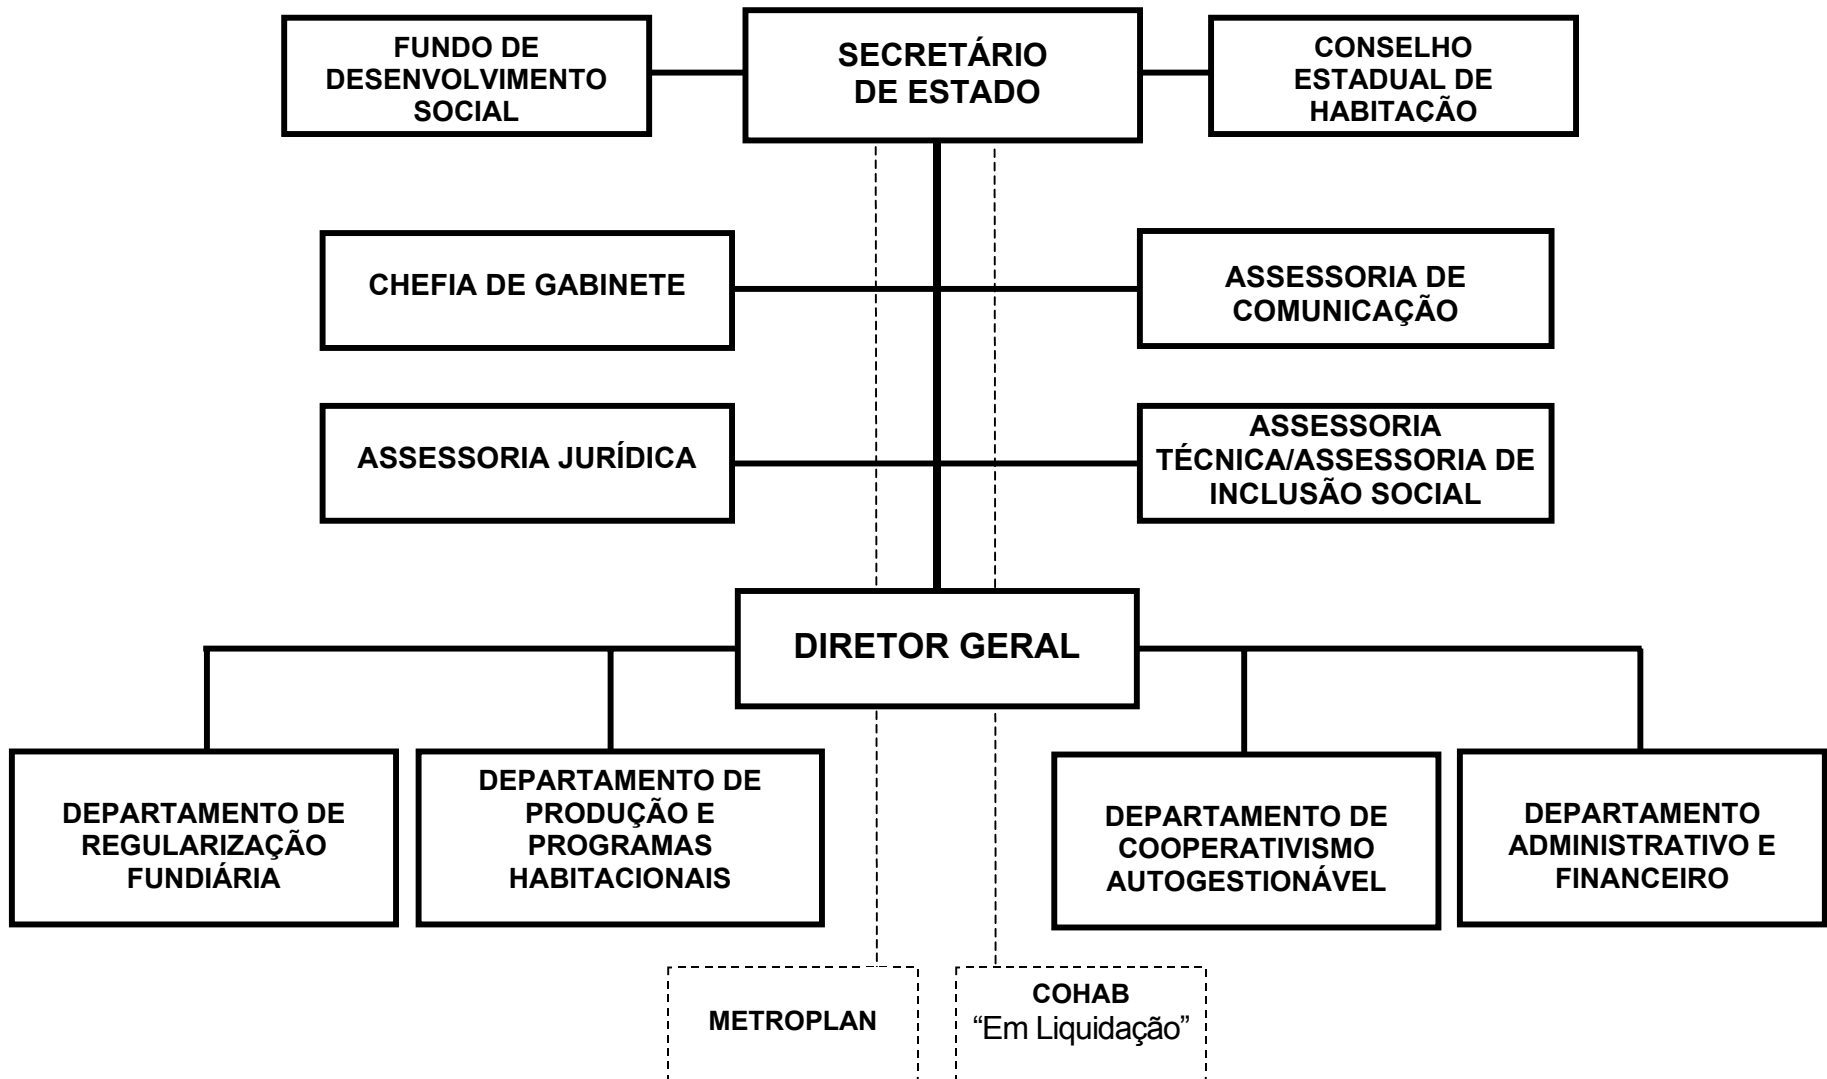 FUNDO DE
DESENVOLVIMENTO
SOCIAL
SECRETÁRIO
DE ESTADO
CONSELHO
ESTADUAL DE
HABITAÇÃO
CHEFIA DE GABINETE
ASSESSORIA DE
COMUNICAÇÃO
ASSESSORIA JURÍDICA
ASSESSORIA
TÉCNICA/ASSESSORIA DE
INCLUSÃO SOCIAL
DIRETOR GERAL
DEPARTAMENTO DE
REGULARIZAÇÃO
FUNDIÁRIA
DEPARTAMENTO DE
PRODUÇÃO E
PROGRAMAS
HABITACIONAIS
DEPARTAMENTO DE
COOPERATIVISMO
AUTOGESTIONÁVEL
DEPARTAMENTO
ADMINISTRATIVO E
FINANCEIRO
METROPLAN
COHAB
“Em Liquidação”